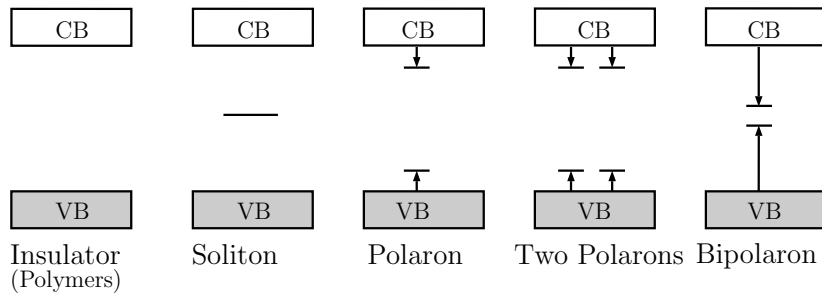 CB CB CB CB CB
VB VB VB VB VB
Insulator Soliton Polaron Two Polarons Bipolaron
(Polymers)